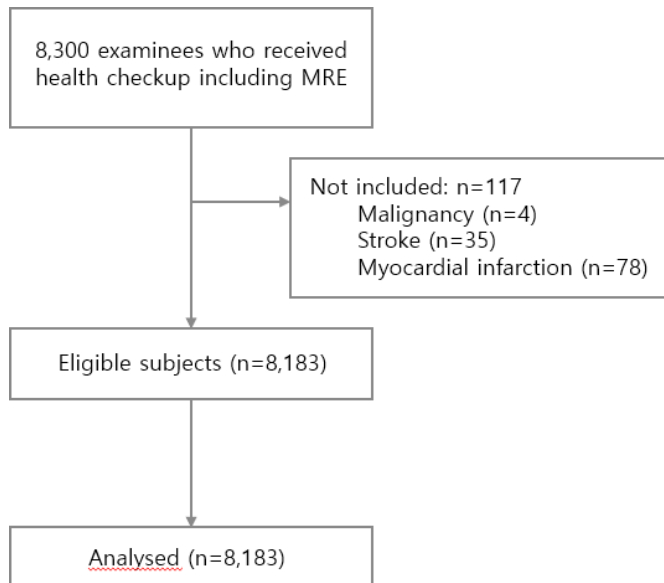 8,300 examinees who received
health checkup including MRE
Not included: n=117
Malignancy (n=4)
Stroke (n=35)
Myocardial infarction (n=78)
Eligible subjects (n=8,183)
Analysed (n=8,183)